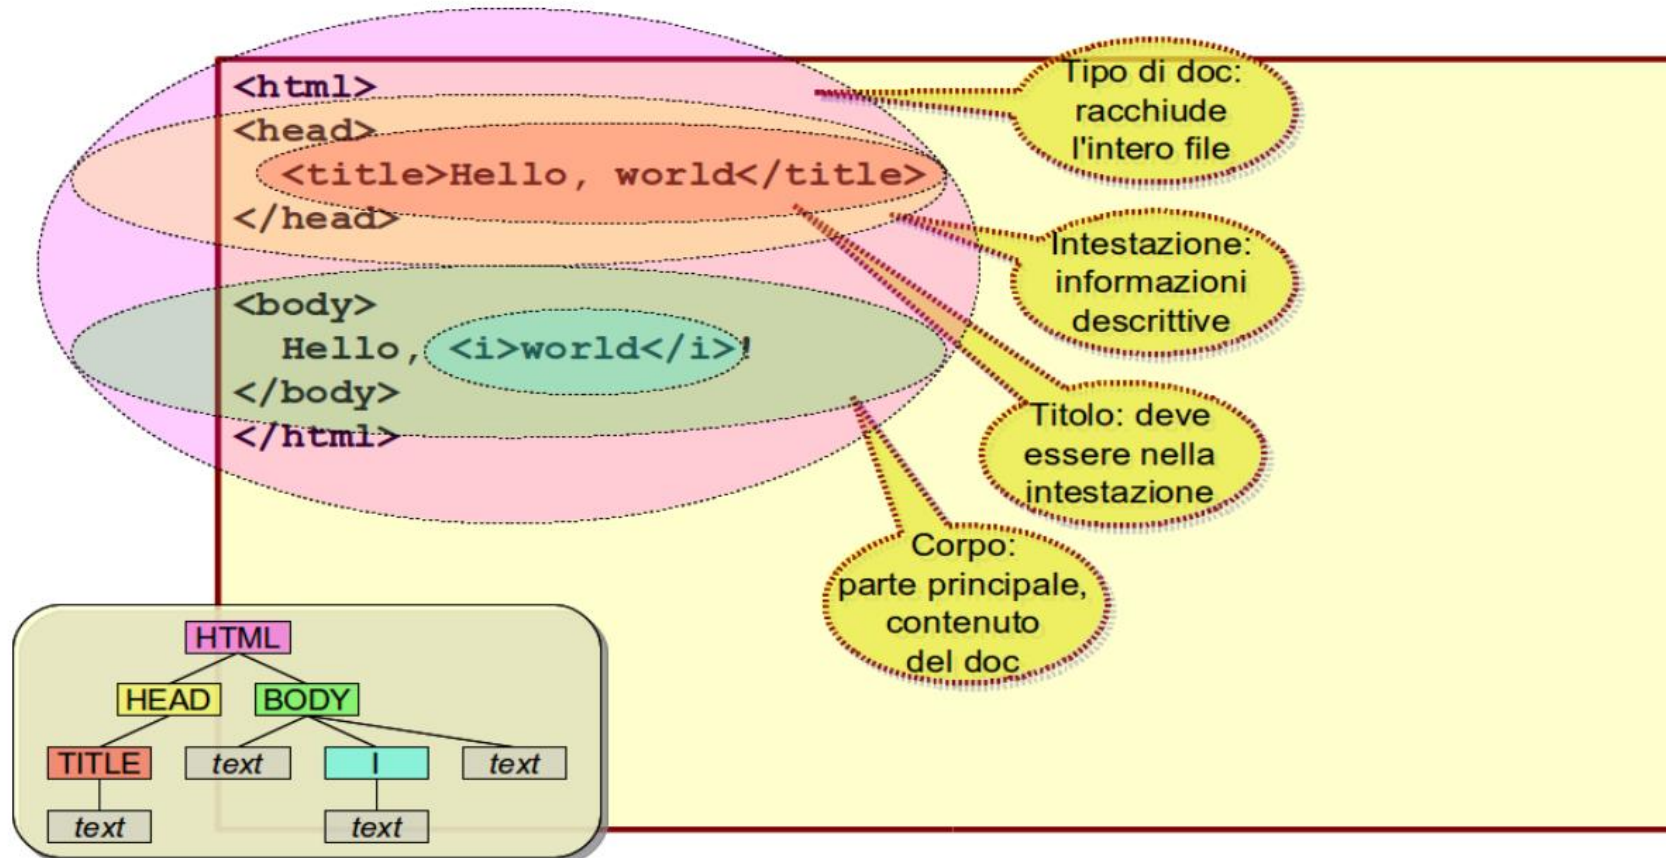 <html>
<head>
<title>Hello, world</title>
</head>
<body>
Hello, <i>world</i>!
</body>
</html>
Tipo di doc:
racchiude
l'intero file
Intestazione:
informazioni
descrittive
Titolo: deve
essere nella
intestazione
Corpo:
parte principale,
contenuto
del doc
HTML
HEAD BODY
TITLE text I text
text text